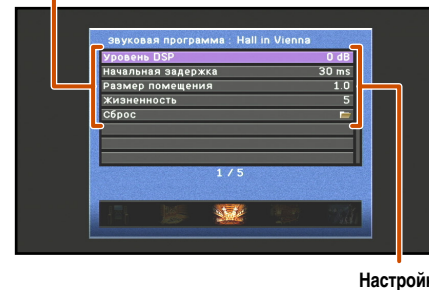 звуковая программа : Hall in Vienna
Уровень DSP 0 dB
Начальная задержка 30 ms
Размер помещения 1.0
Жизненность 5
Сброс
1 / 5